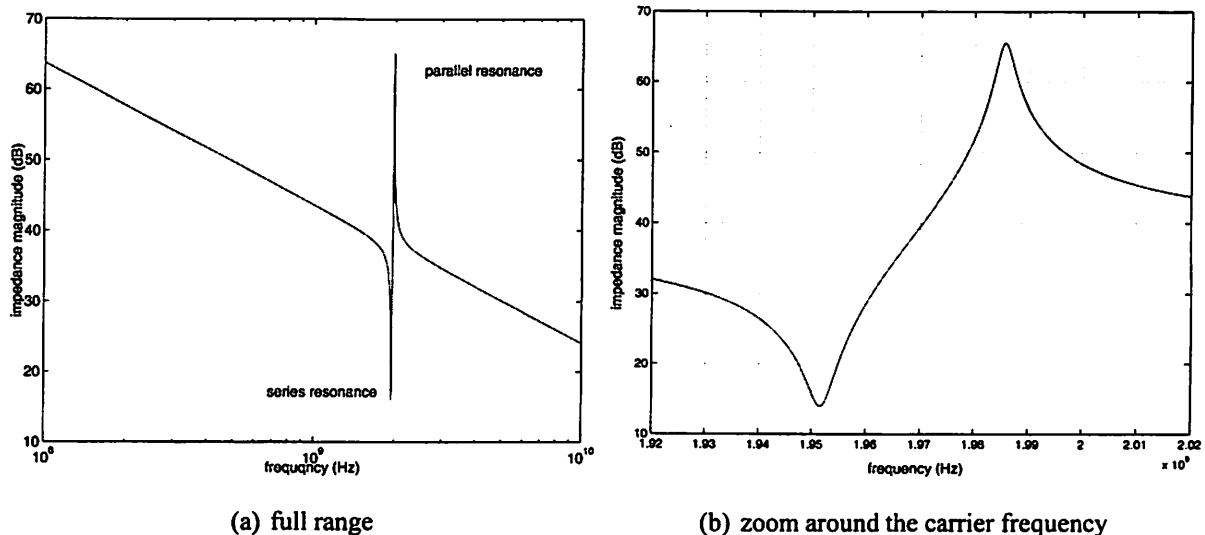 70
60
50
40
30
20
10
impedance magnitude (dB)
parallel resonance
series resonance
10⁸
10⁹
10¹⁰
frequqncy (Hz)
(a) full range
70
60
50
40
30
20
10
impedance magnitude (dB)
1.92 1.93 1.94 1.95 1.96 1.97 1.98 1.99 2 2.01 2.02
frequency (Hz)
x 10⁹
(b) zoom around the carrier frequency